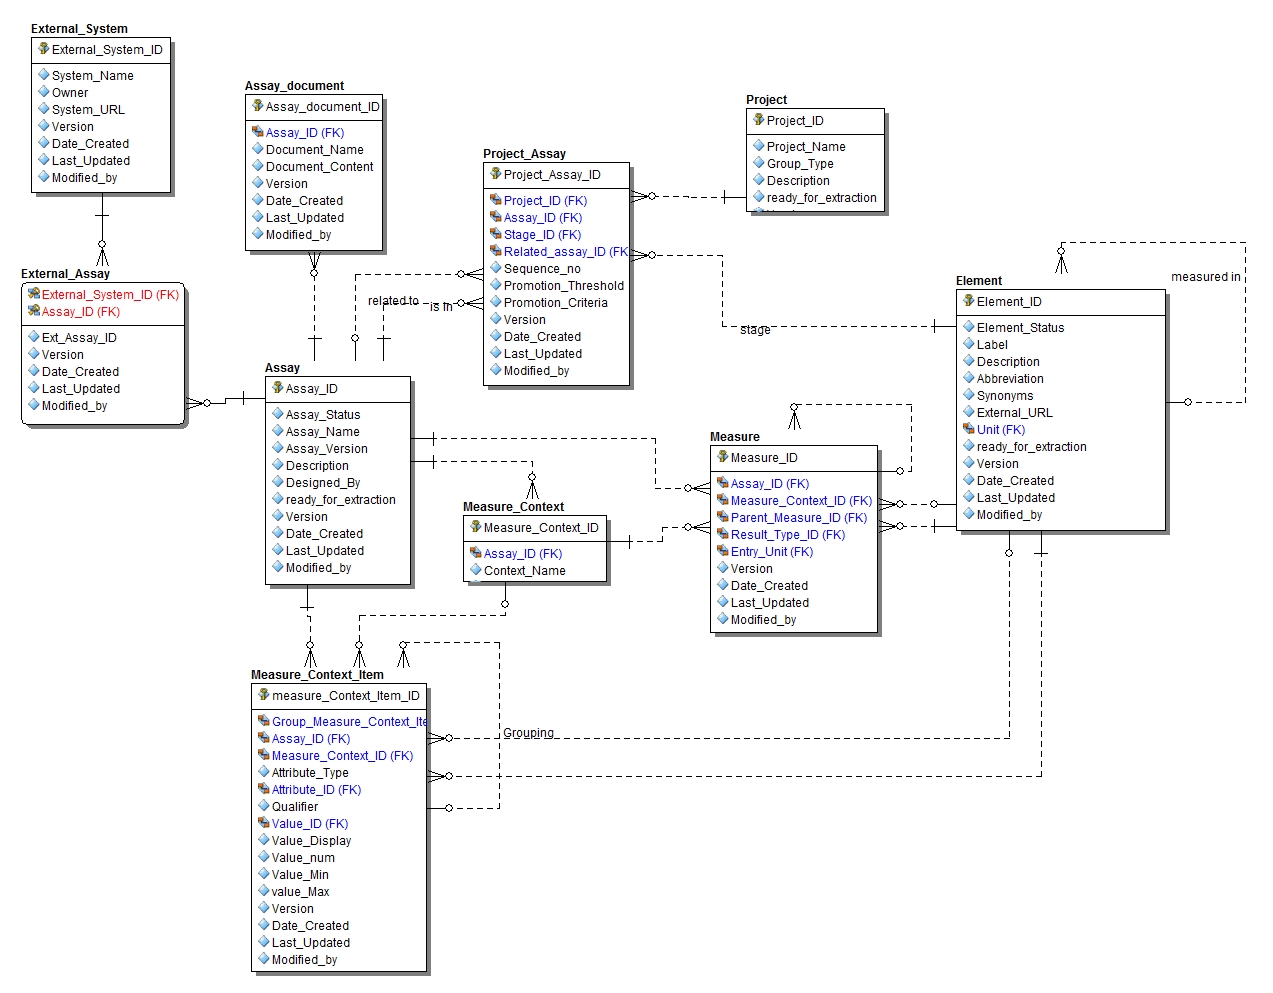 External_System
External_System_ID
System_Name
Owner
System_URL
Version
Date_Created
Last_Updated
Modified_by
Assay_document
Assay_document_ID
Assay_ID (FK)
Document_Name
Document_Content
Version
Date_Created
Last_Updated
Modified_by
Project_Assay
Project_Assay_ID
Project_ID (FK)
Assay_ID (FK)
Stage_ID (FK)
Related_assay_ID (FK
Sequence_no
Promotion_Threshold
Promotion_Criteria
Version
Date_Created
Last_Updated
Modified_by
Project
Project_ID
Project_Name
Group_Type
Description
ready_for_extraction
External_Assay
External_System_ID (FK)
Assay_ID (FK)
Ext_Assay_ID
Version
Date_Created
Last_Updated
Modified_by
related to
is in
stage
measured in
Element
Element_ID
Element_Status
Label
Description
Abbreviation
Synonyms
External_URL
Unit (FK)
ready_for_extraction
Version
Date_Created
Last_Updated
Modified_by
Assay
Assay_ID
Assay_Status
Assay_Name
Assay_Version
Description
Designed_By
ready_for_extraction
Version
Date_Created
Last_Updated
Modified_by
Measure
Measure_ID
Assay_ID (FK)
Measure_Context_ID (FK)
Parent_Measure_ID (FK)
Result_Type_ID (FK)
Entry_Unit (FK)
Version
Date_Created
Last_Updated
Modified_by
Measure_Context
Measure_Context_ID
Assay_ID (FK)
Context_Name
Measure_Context_Item
measure_Context_Item_ID
Group_Measure_Context_Ite
Assay_ID (FK)
Measure_Context_ID (FK)
Attribute_Type
Attribute_ID (FK)
Qualifier
Value_ID (FK)
Value_Display
Value_num
Value_Min
value_Max
Version
Date_Created
Last_Updated
Modified_by
Grouping